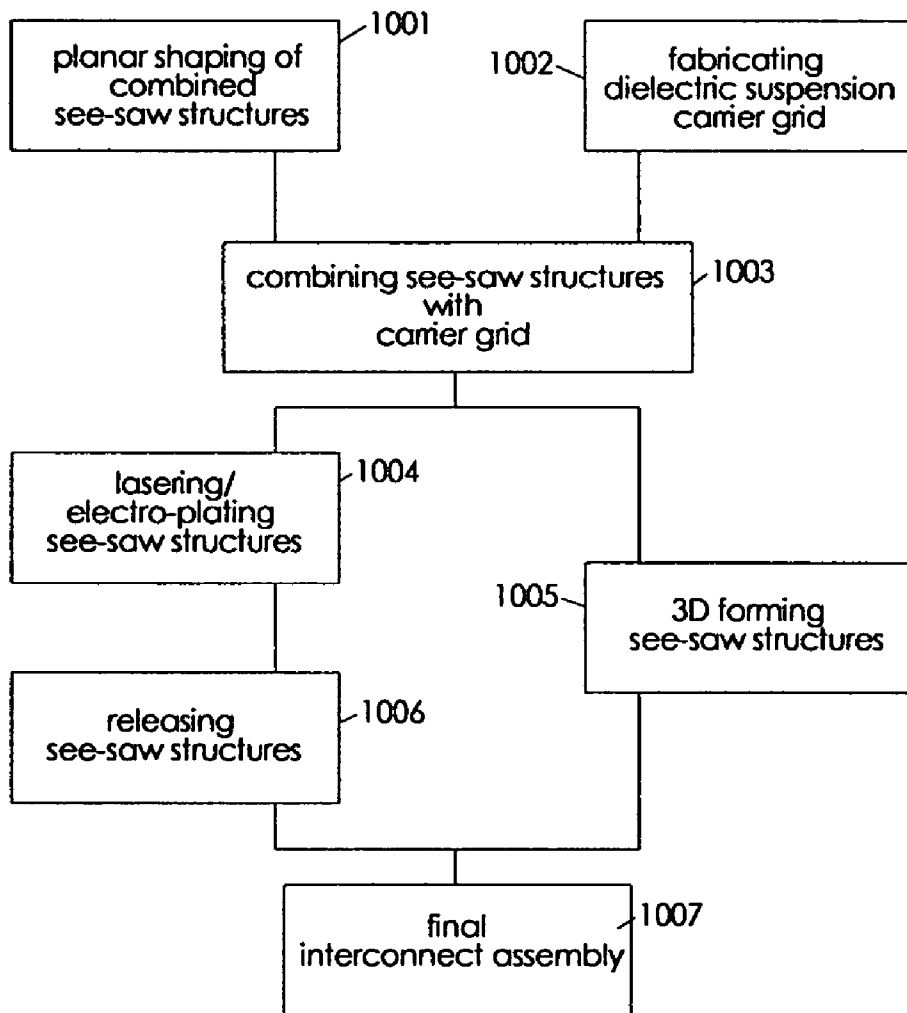 1001
planar shaping of
combined
see-saw structures
1002
fabricating
dielectric suspension
carrier grid
combining see-saw structures
with
carrier grid
1003
lasering/
electro-plating
see-saw structures
1004
1005
3D forming
see-saw structures
releasing
see-saw structures
1006
final
interconnect assembly
1007